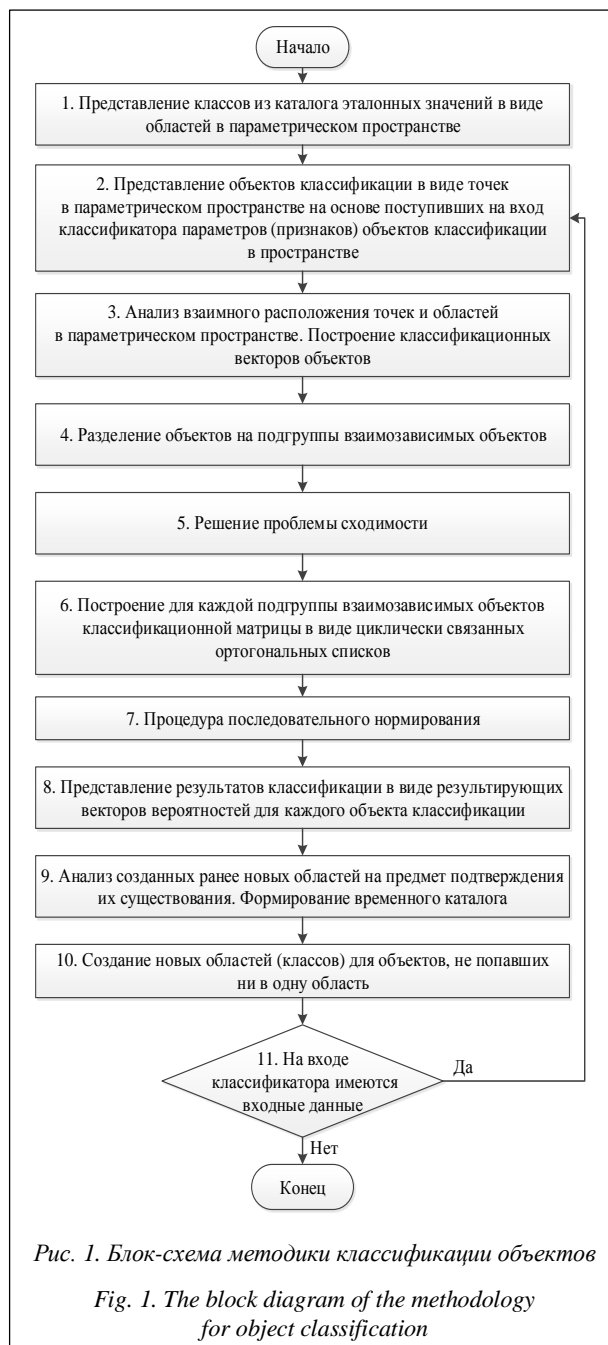 Начало
1. Представление классов из каталога эталонных значений в виде
областей в параметрическом пространстве
2. Представление объектов классификации в виде точек
в параметрическом пространстве на основе поступивших на вход
классификатора параметров (признаков) объектов классификации
в пространстве
3. Анализ взаимного расположения точек и областей
в параметрическом пространстве. Построение классификационных
векторов объектов
4. Разделение объектов на подгруппы взаимозависимых объектов
5. Решение проблемы сходимости
6. Построение для каждой подгруппы взаимозависимых объектов
классификационной матрицы в виде циклически связанных
ортогональных списков
7. Процедура последовательного нормирования
8. Представление результатов классификации в виде результирующих
векторов вероятностей для каждого объекта классификации
9. Анализ созданных ранее новых областей на предмет подтверждения
их существования. Формирование временного каталога
10. Создание новых областей (классов) для объектов, не попавших
ни в одну область
11. На входе
классификатора имеются
входные данные
Да
Нет
Конец
Рис. 1. Блок-схема методики классификации объектов
Fig. 1. The block diagram of the methodology
for object classification